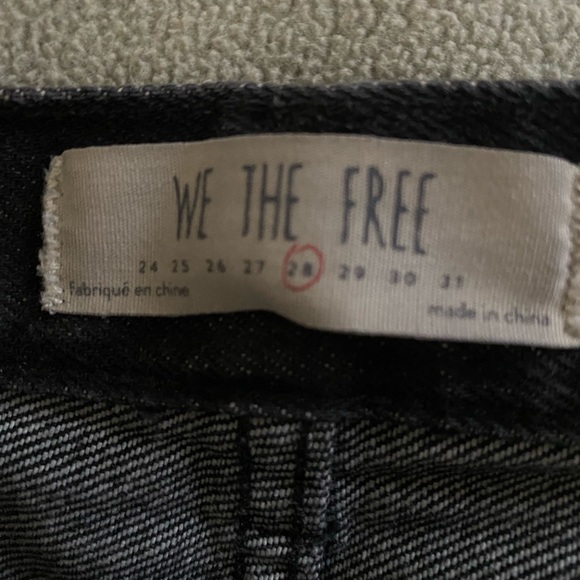 WE THE FREE
24 25 26 27 28 29 30 31
Fabriqué en chine
made in china